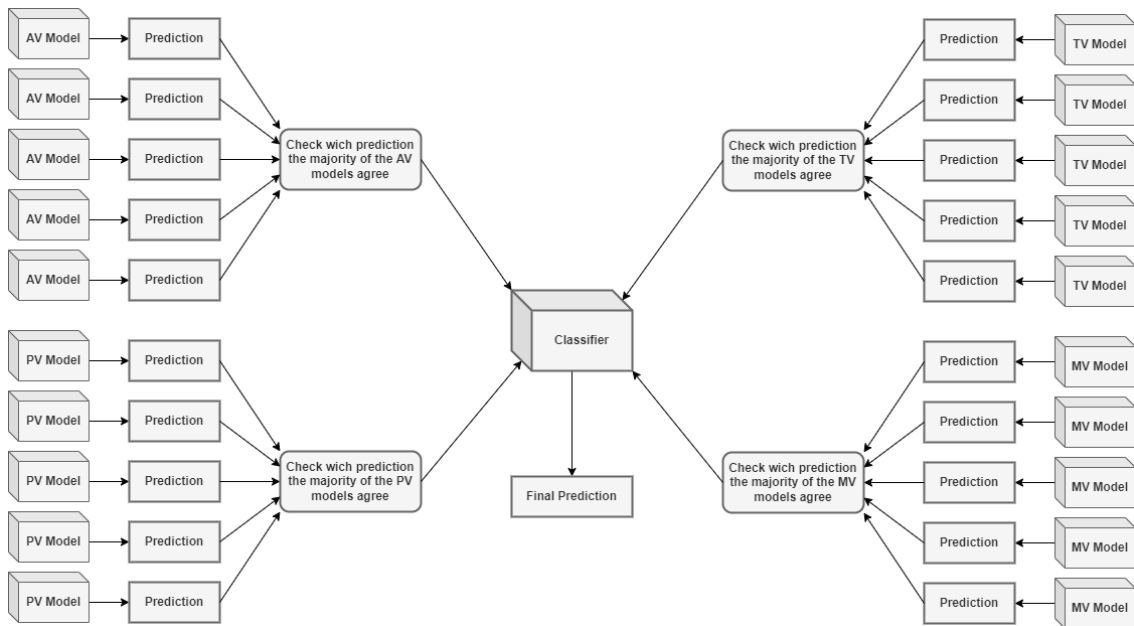 AV Model
Prediction
AV Model
Prediction
AV Model
Prediction
AV Model
Prediction
AV Model
Prediction
Check wich prediction
the majority of the AV
models agree
Prediction
TV Model
Prediction
TV Model
Prediction
TV Model
Prediction
TV Model
Prediction
TV Model
Check wich prediction
the majority of the TV
models agree
Classifier
Final Prediction
PV Model
Prediction
PV Model
Prediction
PV Model
Prediction
PV Model
Prediction
PV Model
Prediction
Check wich prediction
the majority of the PV
models agree
Prediction
MV Model
Prediction
MV Model
Prediction
MV Model
Prediction
MV Model
Prediction
MV Model
Check wich prediction
the majority of the MV
models agree